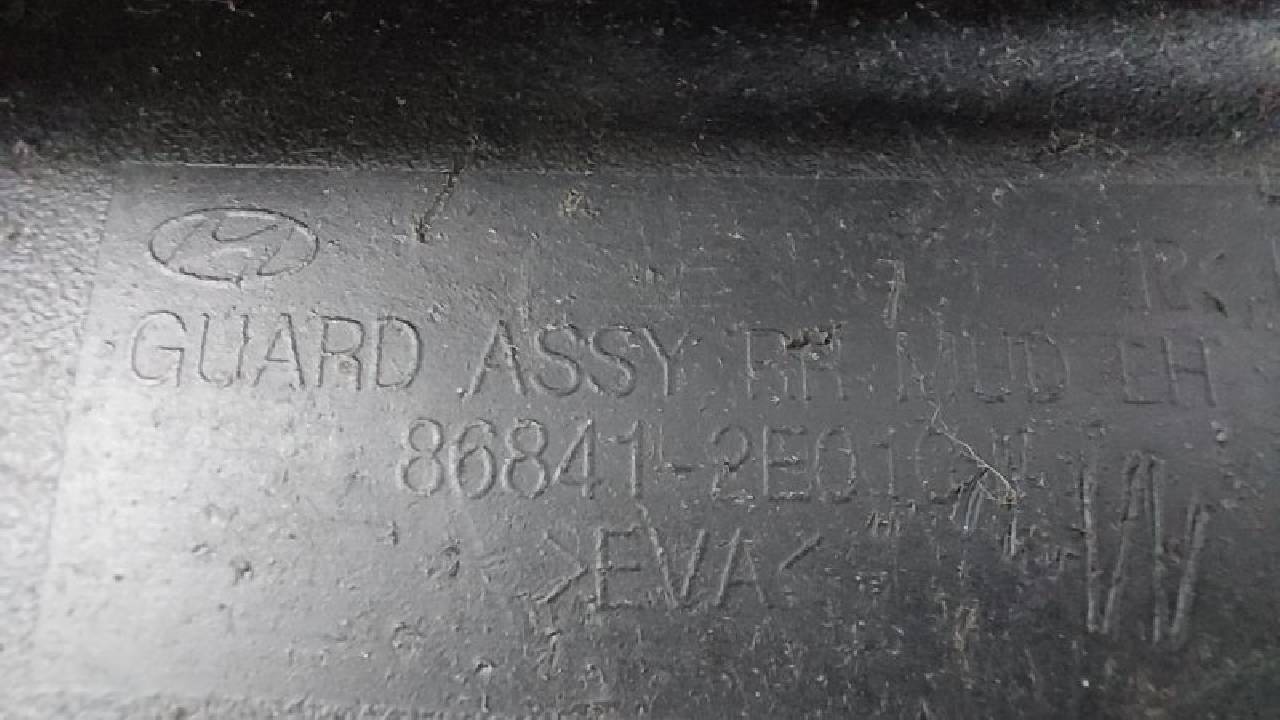 GUARD ASSY RR MUD LH
86841-2E010
>EVA<